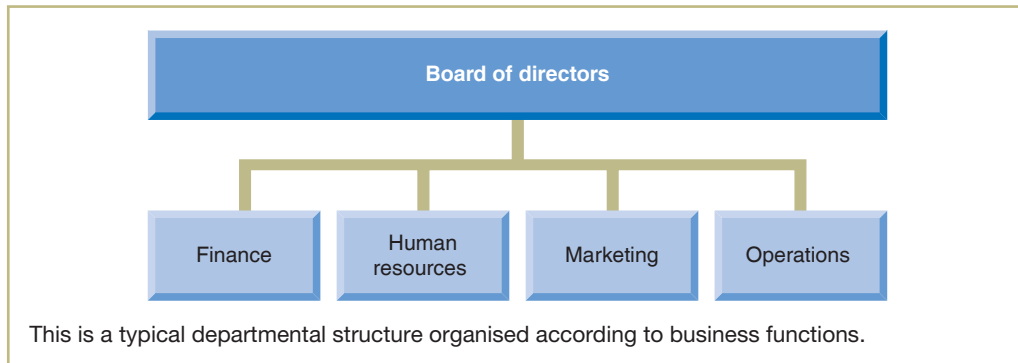 Board of directors
Finance
Human
resources
Marketing
Operations
This is a typical departmental structure organised according to business functions.